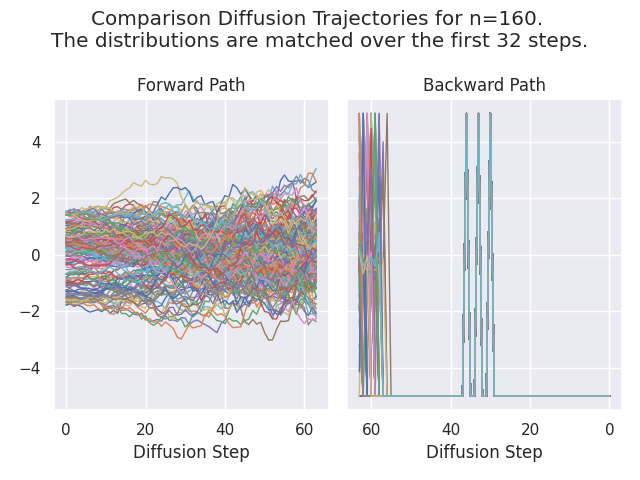 Comparison Diffusion Trajectories for n=160.
The distributions are matched over the first 32 steps.
Forward Path
Backward Path
4
2
0
−2
−4
0
20
40
60
60
40
20
0
Diffusion Step
Diffusion Step